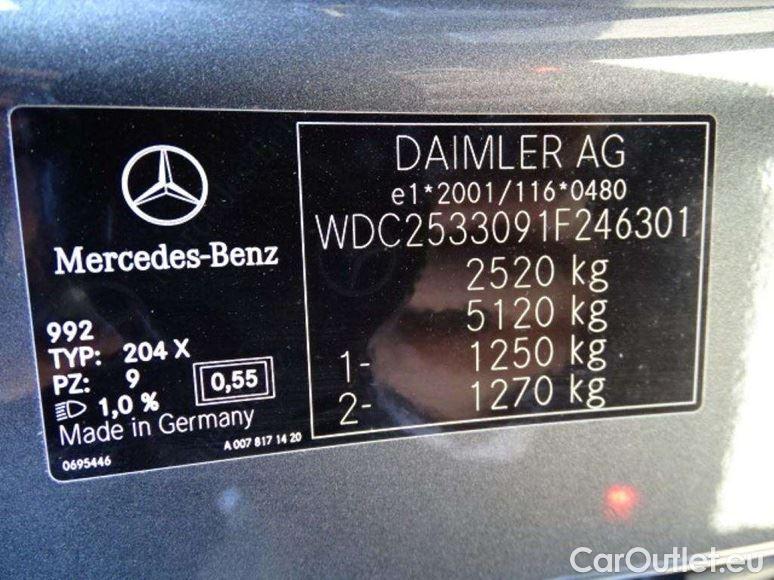 Mercedes-Benz
992
TYP: 204 X
PZ: 9
0,55
1,0 %
Made in Germany
A 007 817 14 20
0695446
DAIMLER AG
e1*2001/116*0480
WDC2533091F246301
2520 kg
5120 kg
1- 1250 kg
2- 1270 kg
CarOutlet.eu